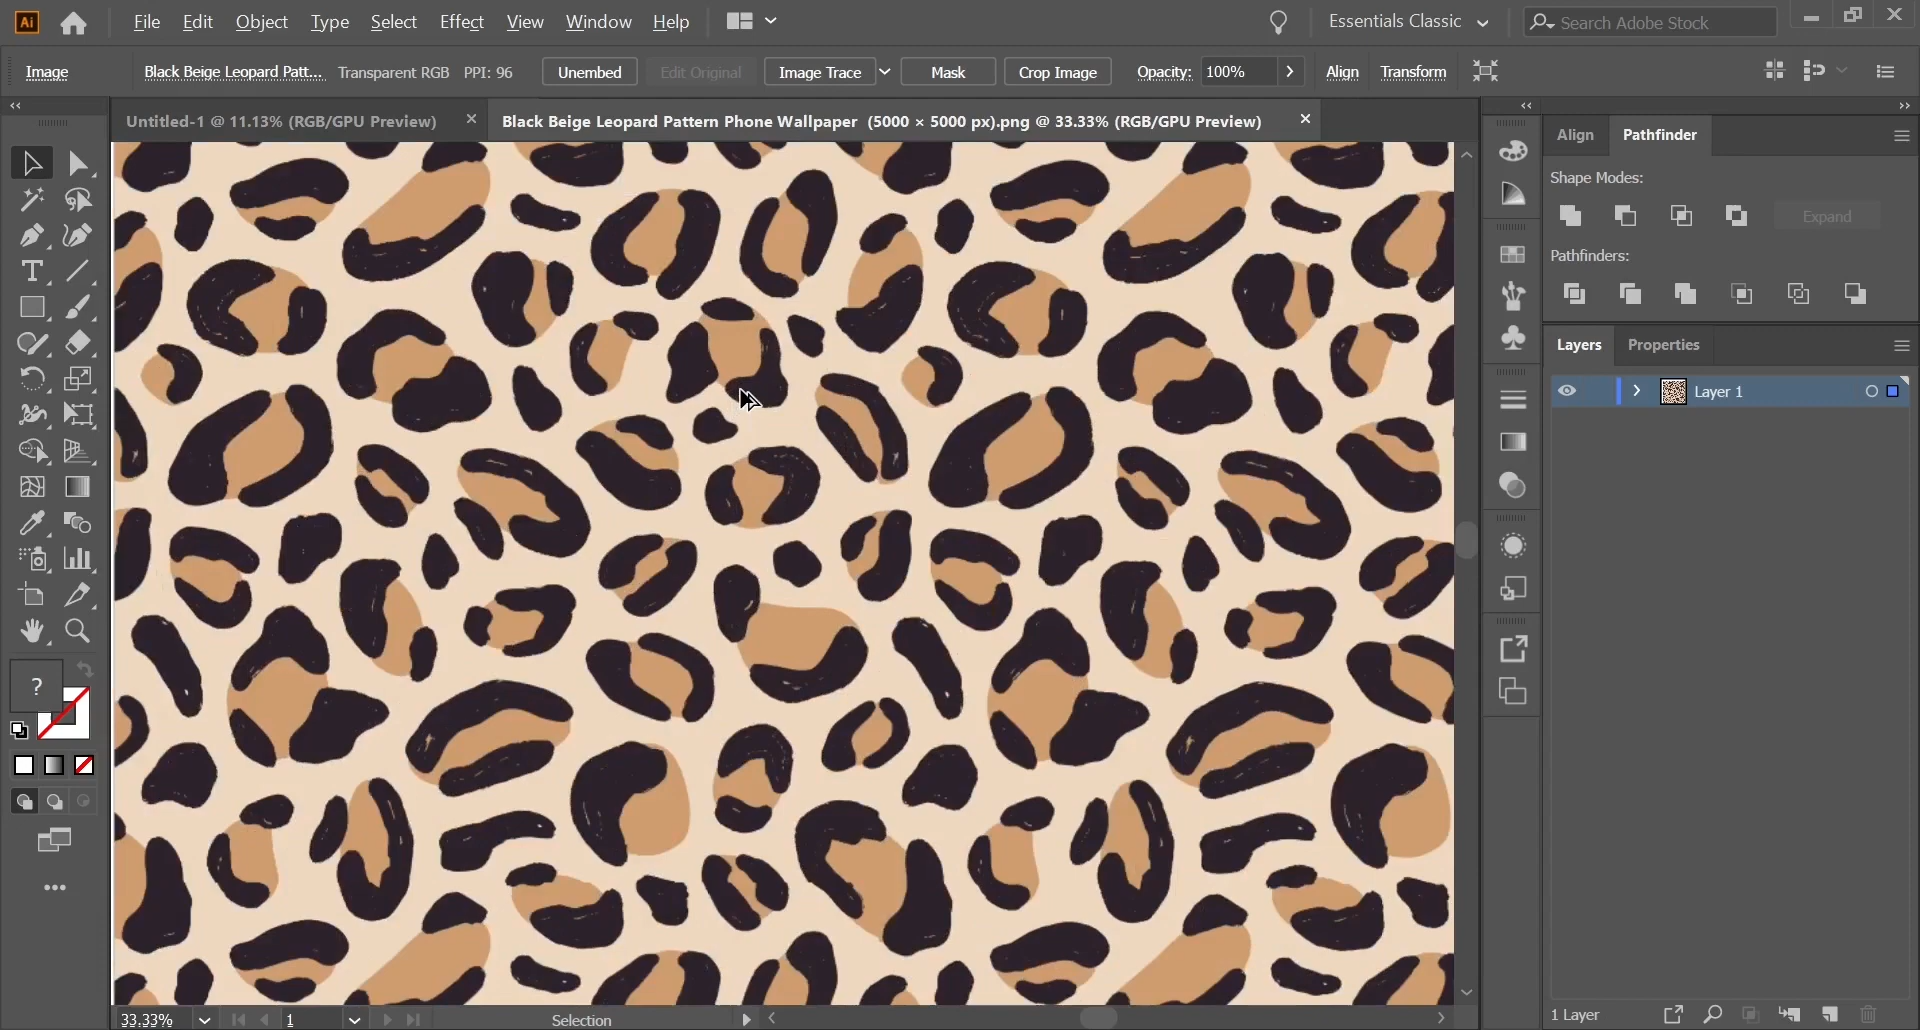 Ai File Edit Object Type Select Effect View Window Help Essentials Classic Search Adobe Stock
Image Black Beige Leopard Patt... Transparent RGB PPI: 96 Unembed Edit Original Image Trace Mask Crop Image Opacity: 100% Align Transform
Untitled-1 @ 11.13% (RGB/GPU Preview) Black Beige Leopard Pattern Phone Wallpaper (5000 × 5000 px).png @ 33.33% (RGB/GPU Preview)
Align Pathfinder
Shape Modes:
Expand
Pathfinders:
Layers Properties
Layer 1
?
33.33% 1 Selection
1 Layer